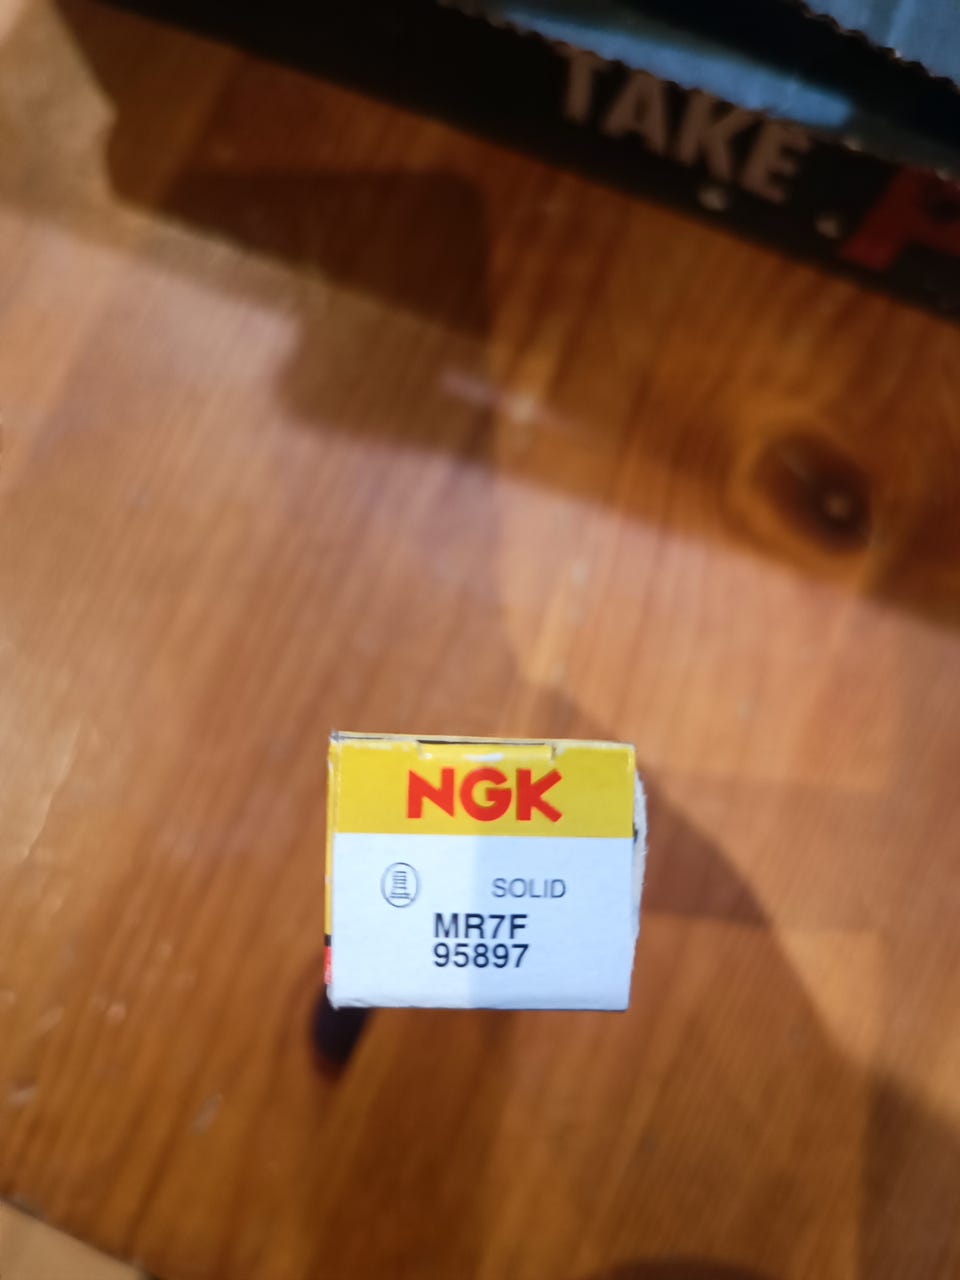 TAKE
NGK
SOLID
MR7F
95897